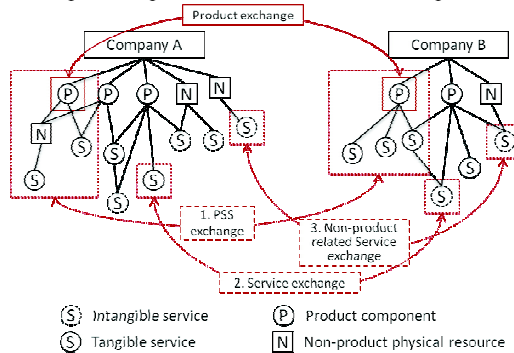 Product exchange
Company A
Company B
P
P
P
P
N
N
P
P
N
N
S
S
S
S
S
S
S
S
S
S
S
S
S
S
1. PSS
exchange
3. Non-product
related Service
exchange
2. Service exchange
S Intangible service
P Product component
S Tangible service
N Non-product physical resource